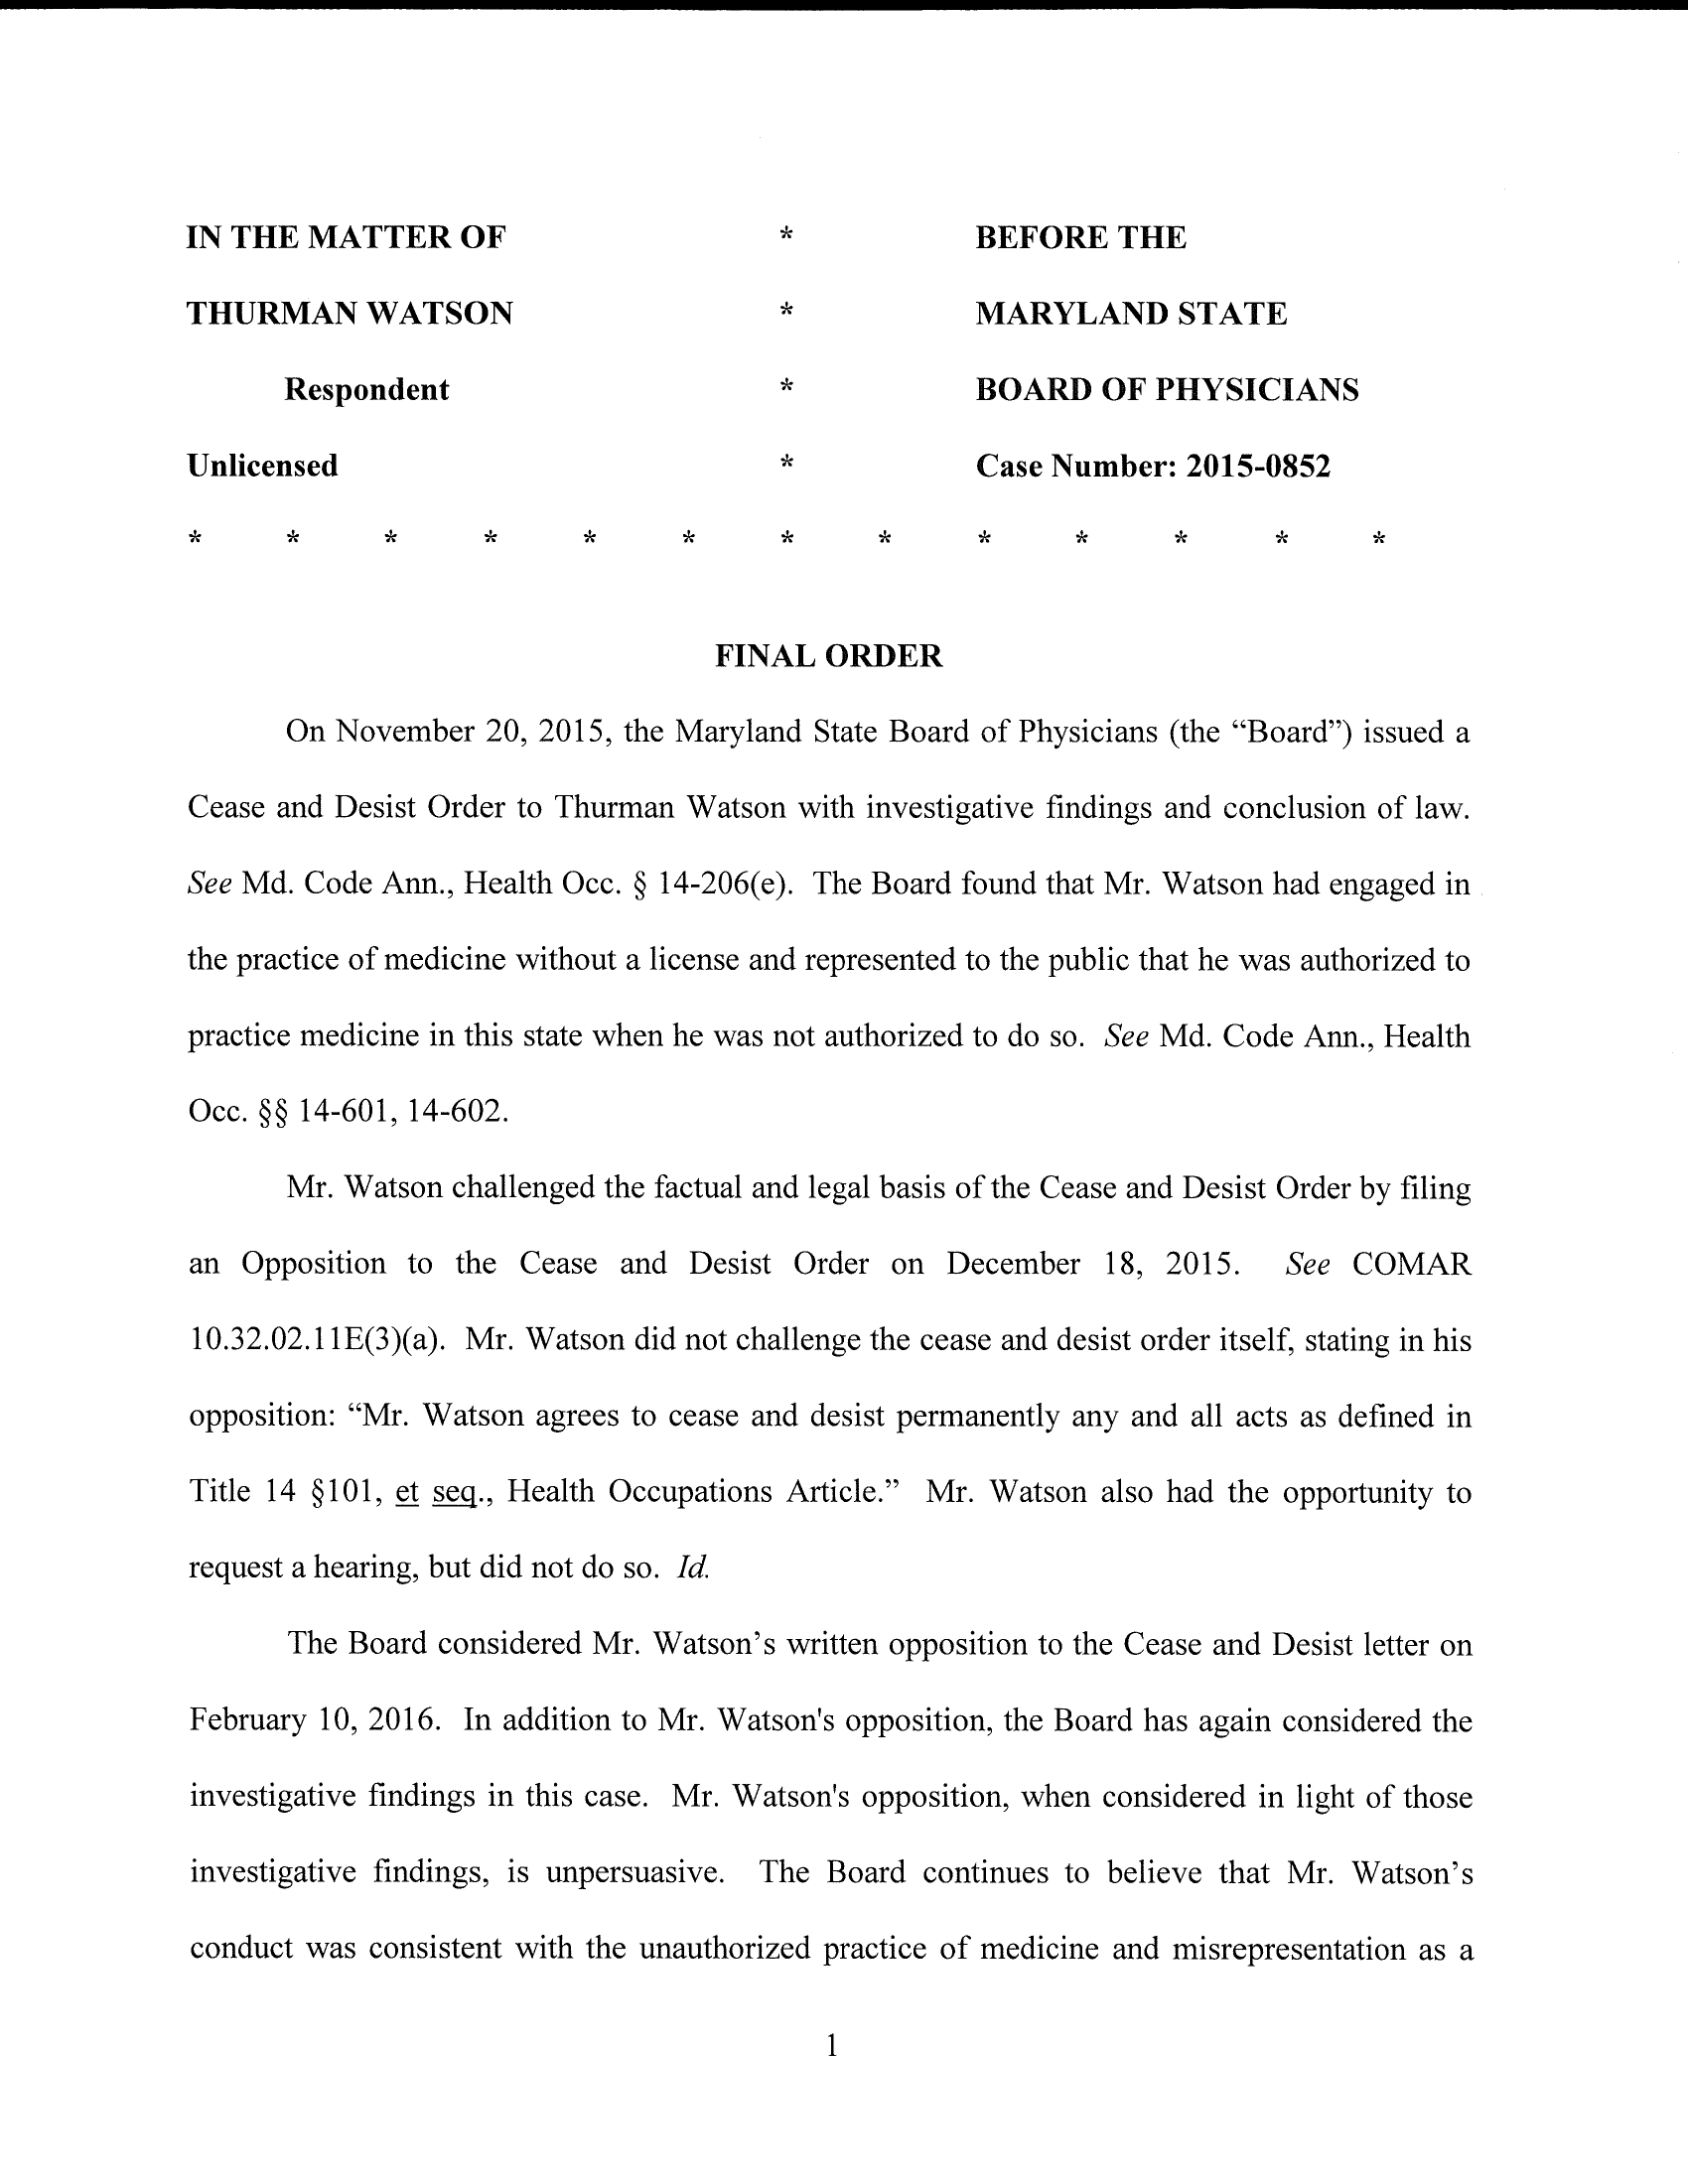 IN THE MATTER OF * BEFORE THE
THURMAN WATSON * MARYLAND STATE
Respondent * BOARD OF PHYSICIANS
Unlicensed * Case Number: 2015-0852
* * * * * * * * * * * * *
FINAL ORDER
On November 20, 2015, the Maryland State Board of Physicians (the “Board”) issued a
Cease and Desist Order to Thurman Watson with investigative findings and conclusion of law.
See Md. Code Ann., Health Occ. § 14-206(e). The Board found that Mr. Watson had engaged in
the practice of medicine without a license and represented to the public that he was authorized to
practice medicine in this state when he was not authorized to do so. See Md. Code Ann., Health
Occ. §§ 14-601, 14-602.
Mr. Watson challenged the factual and legal basis of the Cease and Desist Order by filing
an Opposition to the Cease and Desist Order on December 18, 2015. See COMAR
10.32.02.11E(3)(a). Mr. Watson did not challenge the cease and desist order itself, stating in his
opposition: “Mr. Watson agrees to cease and desist permanently any and all acts as defined in
Title 14 §101, et seq., Health Occupations Article.” Mr. Watson also had the opportunity to
request a hearing, but did not do so. Id.
The Board considered Mr. Watson’s written opposition to the Cease and Desist letter on
February 10, 2016. In addition to Mr. Watson's opposition, the Board has again considered the
investigative findings in this case. Mr. Watson's opposition, when considered in light of those
investigative findings, is unpersuasive. The Board continues to believe that Mr. Watson’s
conduct was consistent with the unauthorized practice of medicine and misrepresentation as a
1